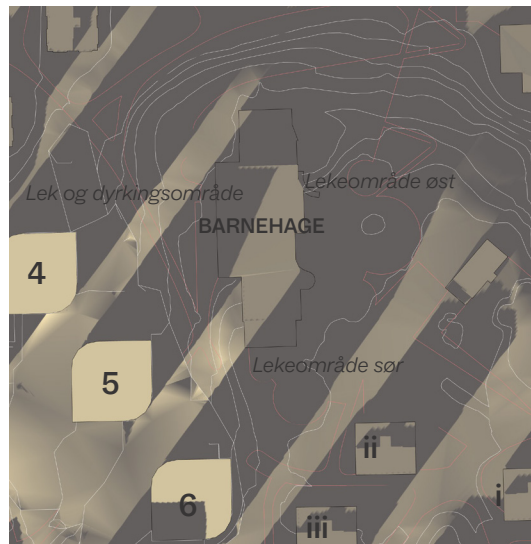 Lek og dyrkingsområde
Lekeområde øst
BARNEHAGE
4
Lekeområde sør
5
ii
6
i
iii